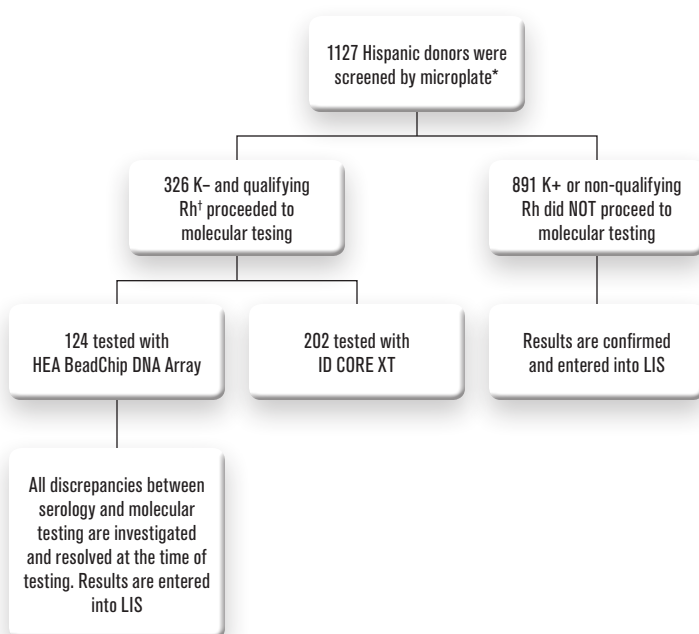 1127 Hispanic donors were
screened by microplate*
326 K– and qualifying
Rh† proceeded to
molecular tesing
891 K+ or non-qualifying
Rh did NOT proceed to
molecular testing
124 tested with
HEA BeadChip DNA Array
202 tested with
ID CORE XT
Results are confirmed
and entered into LIS
All discrepancies between
serology and molecular
testing are investigated
and resolved at the time of
testing. Results are entered
into LIS